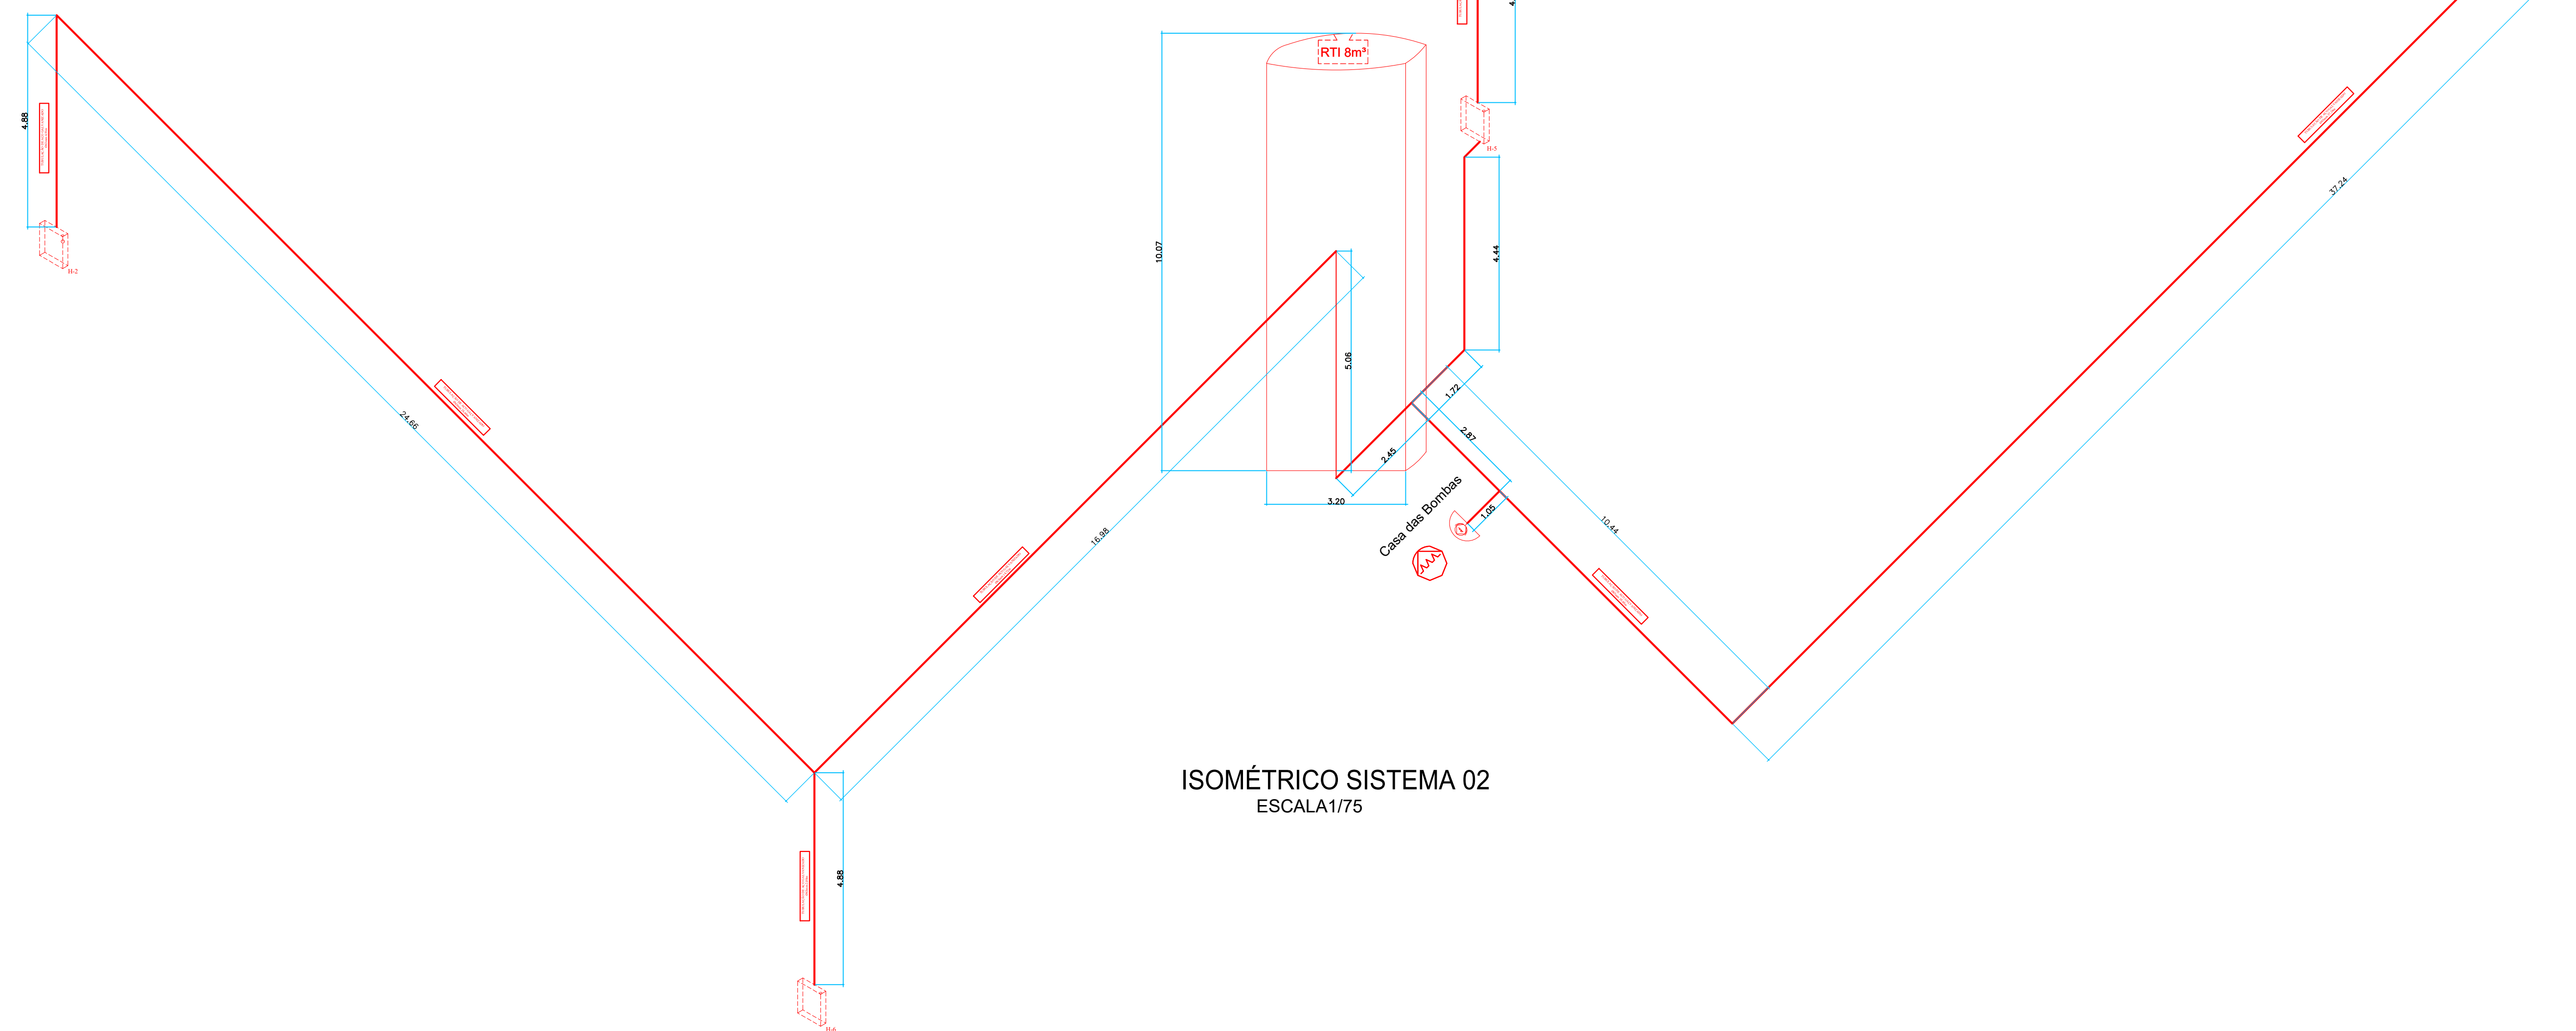 RTI 8m³
4.88
H-2
H-5
10.07
4.44
37.24
5.06
1.72
24.66
2.87
2.45
3.20
1.05
Casa das Bombas
10.44
16.98
ISOMÉTRICO SISTEMA 02
ESCALA1/75
4.88
H-6